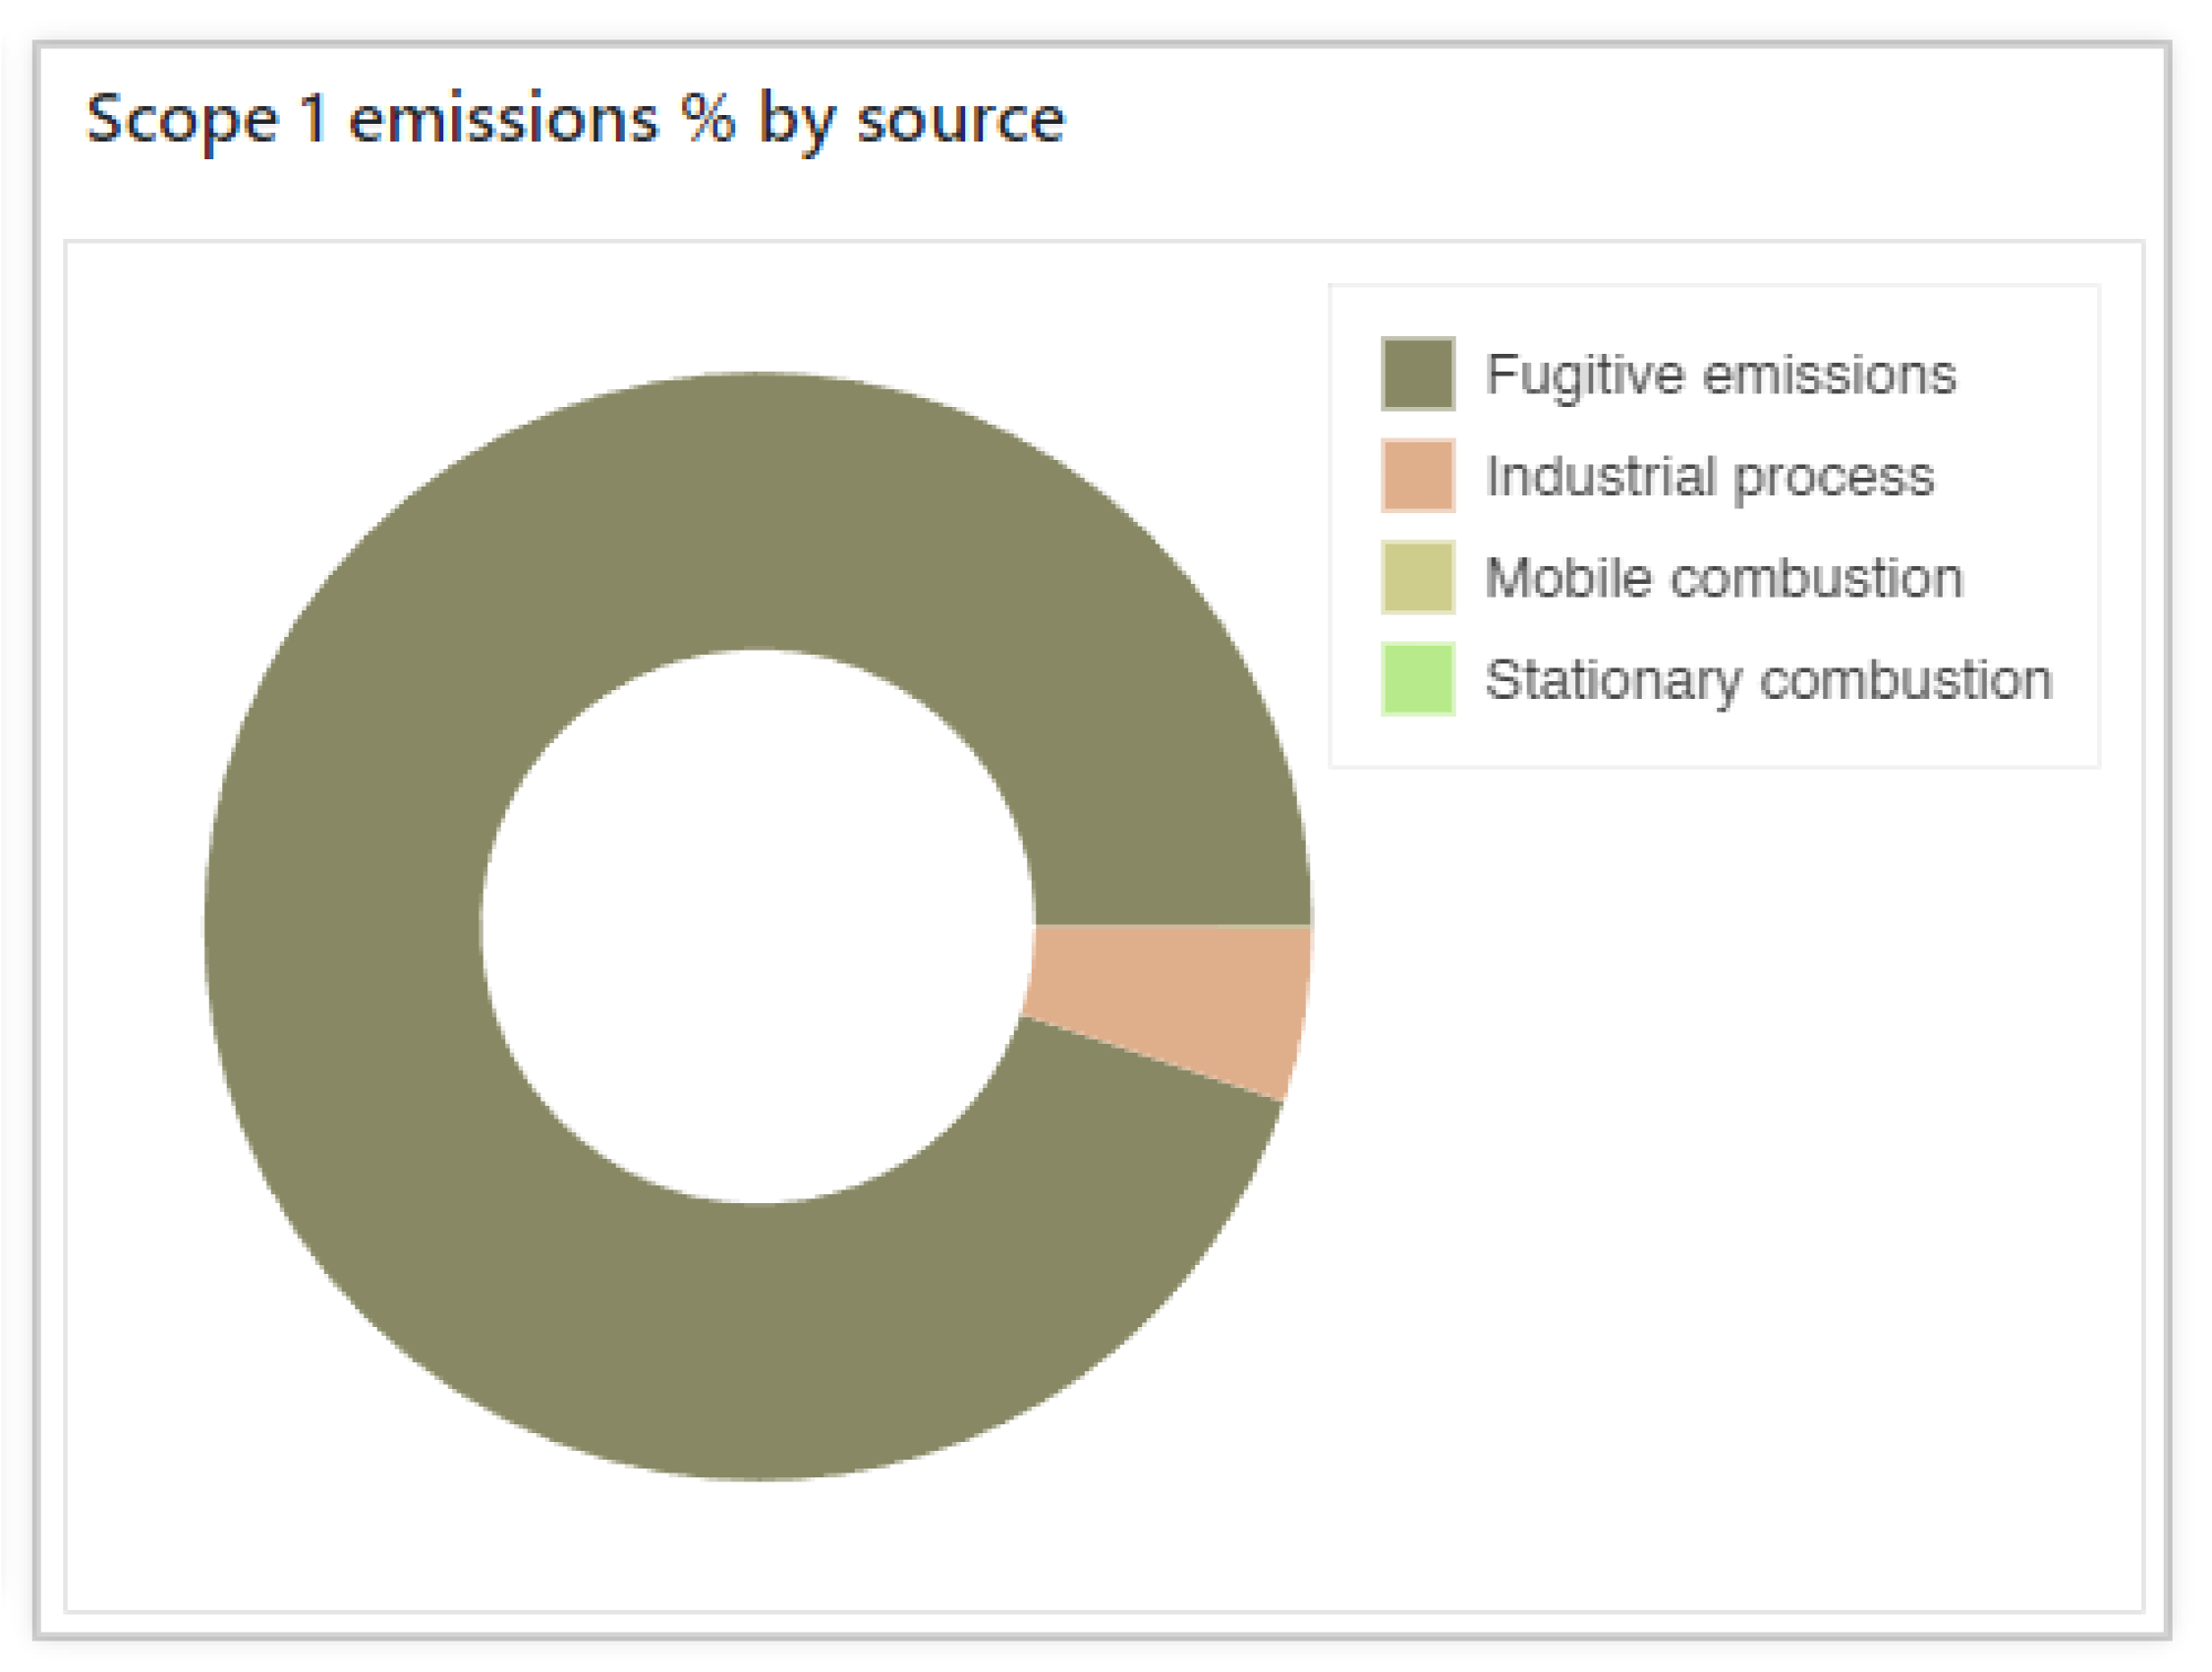 Scope 1 emissions % by source
Fugitive emissions
Industrial process
Mobile combustion
Stationary combustion